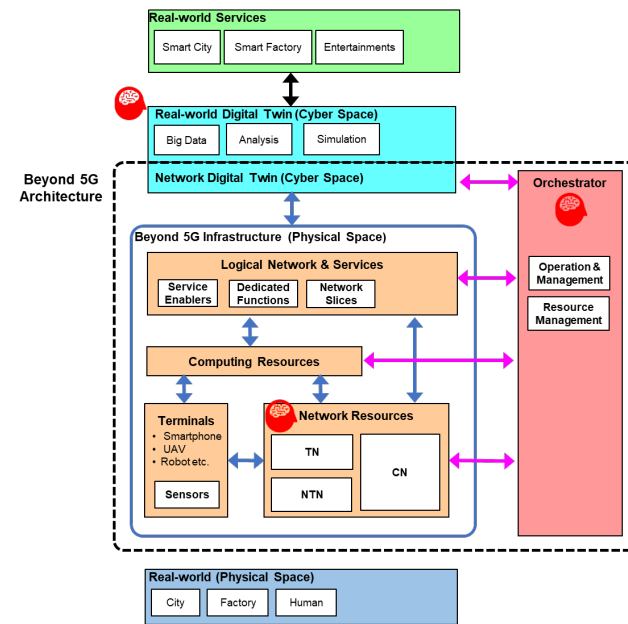 Real-world Services
Smart City
Smart Factory
Entertainments
Real-world Digital Twin (Cyber Space)
Big Data
Analysis
Simulation
Network Digital Twin (Cyber Space)
Beyond 5G
Architecture
Orchestrator
Operation &
Management
Resource
Management
Beyond 5G Infrastructure (Physical Space)
Logical Network & Services
Service
Enablers
Dedicated
Functions
Network
Slices
Computing Resources
Terminals
• Smartphone
• UAV
• Robot etc.
Sensors
Network Resources
TN
NTN
CN
Real-world (Physical Space)
City
Factory
Human